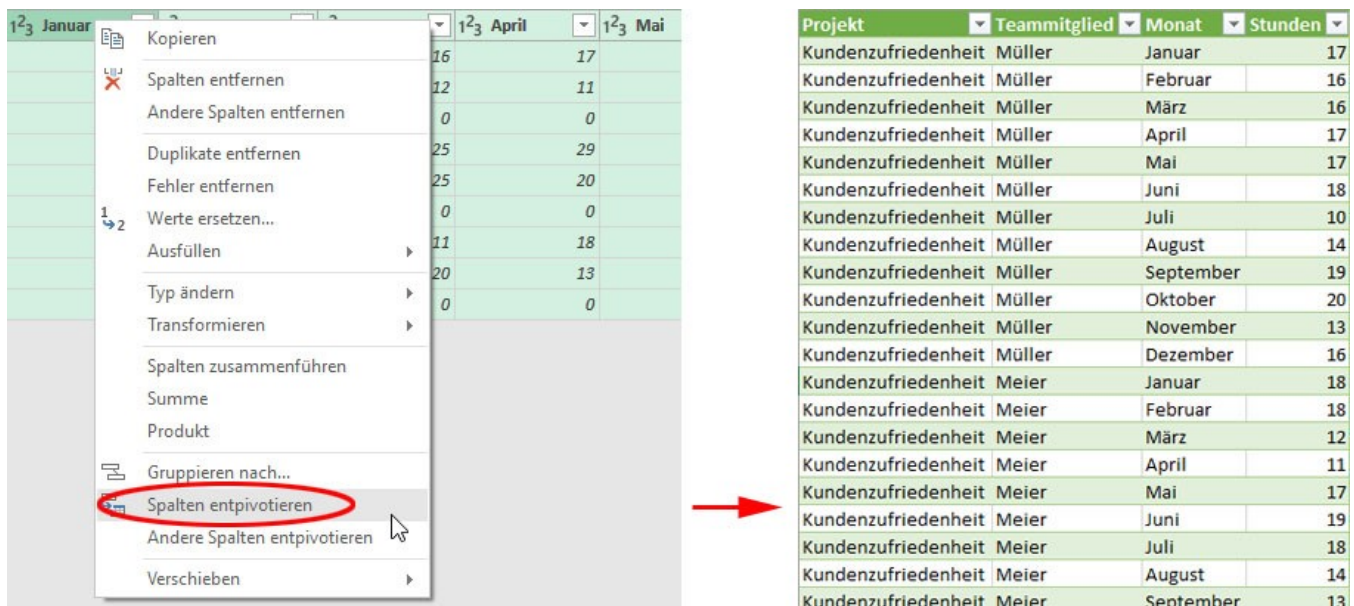 1²3 Januar 1²3 April 1²3 Mai
16 17
12 11
0 0
25 29
25 20
0 0
11 18
20 13
0 0
Kopieren
Spalten entfernen
Andere Spalten entfernen
Duplikate entfernen
Fehler entfernen
1 2 Werte ersetzen...
Ausfüllen
Typ ändern
Transformieren
Spalten zusammenführen
Summe
Produkt
Gruppieren nach...
Spalten entpivotieren
Andere Spalten entpivotieren
Verschieben
Projekt Teammitglied Monat Stunden
Kundenzufriedenheit Müller Januar 17
Kundenzufriedenheit Müller Februar 16
Kundenzufriedenheit Müller März 16
Kundenzufriedenheit Müller April 17
Kundenzufriedenheit Müller Mai 17
Kundenzufriedenheit Müller Juni 18
Kundenzufriedenheit Müller Juli 10
Kundenzufriedenheit Müller August 14
Kundenzufriedenheit Müller September 19
Kundenzufriedenheit Müller Oktober 20
Kundenzufriedenheit Müller November 13
Kundenzufriedenheit Müller Dezember 16
Kundenzufriedenheit Meier Januar 18
Kundenzufriedenheit Meier Februar 18
Kundenzufriedenheit Meier März 12
Kundenzufriedenheit Meier April 11
Kundenzufriedenheit Meier Mai 17
Kundenzufriedenheit Meier Juni 19
Kundenzufriedenheit Meier Juli 18
Kundenzufriedenheit Meier August 14
Kundenzufriedenheit Meier September 13